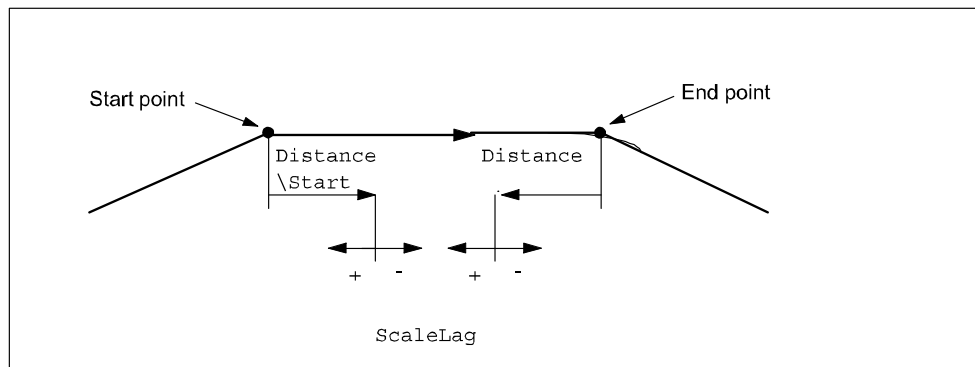 Start point
End point
Distance
\Start
Distance
+ -
+ -
ScaleLag